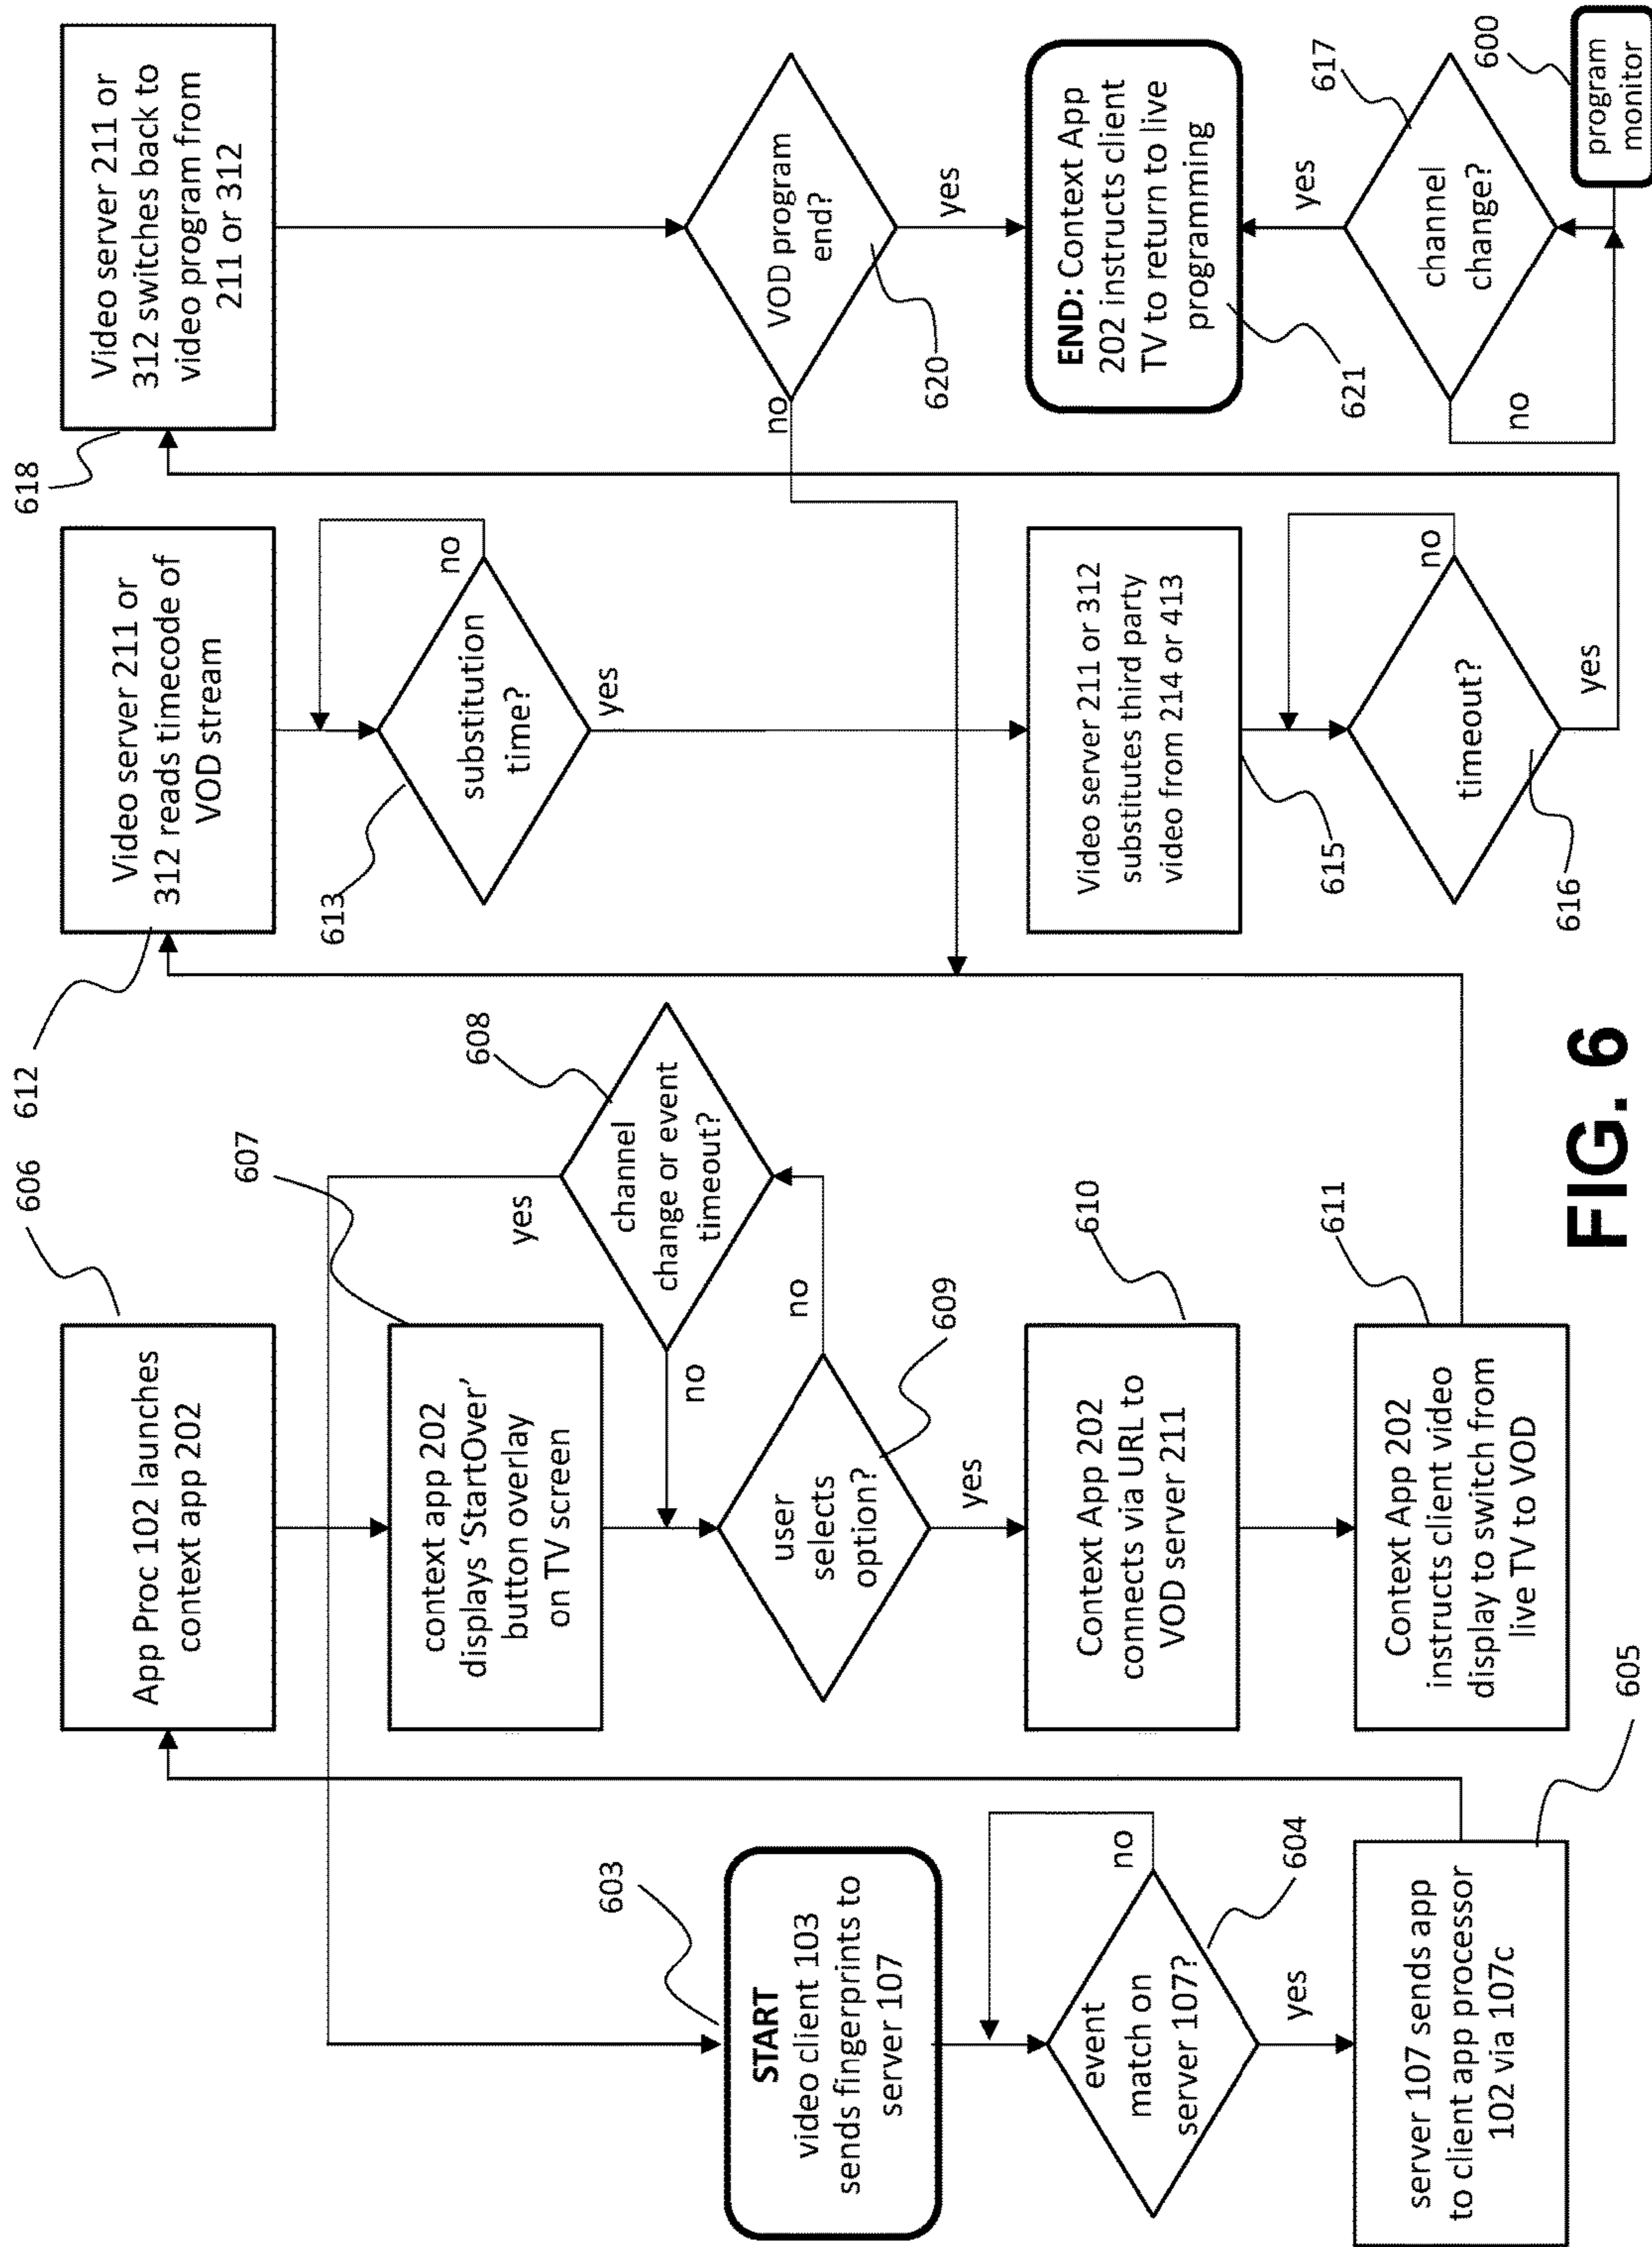 603
START
video client 103
sends fingerprints to
server 107
event
match on
server 107?
no
604
yes
server 107 sends app
to client app processor
102 via 107c
605
606
App Proc 102 launches
context app 202
607
context app 202
displays 'StartOver'
button overlay
on TV screen
608
channel
change or event
timeout?
yes
no
user
selects
option?
no
609
yes
610
Context App 202
connects via URL to
VOD server 211
611
Context App 202
instructs client video
display to switch from
live TV to VOD
612
Video server 211 or
312 reads timecode of
VOD stream
613
substitution
time?
no
yes
Video server 211 or 312
substitutes third party
video from 214 or 413
615
timeout?
no
616
yes
618
Video server 211 or
312 switches back to
video program from
211 or 312
VOD program
end?
no
620
yes
END: Context App
202 instructs client
TV to return to live
programming
621
yes
channel
change?
617
no
600
program
monitor
FIG. 6